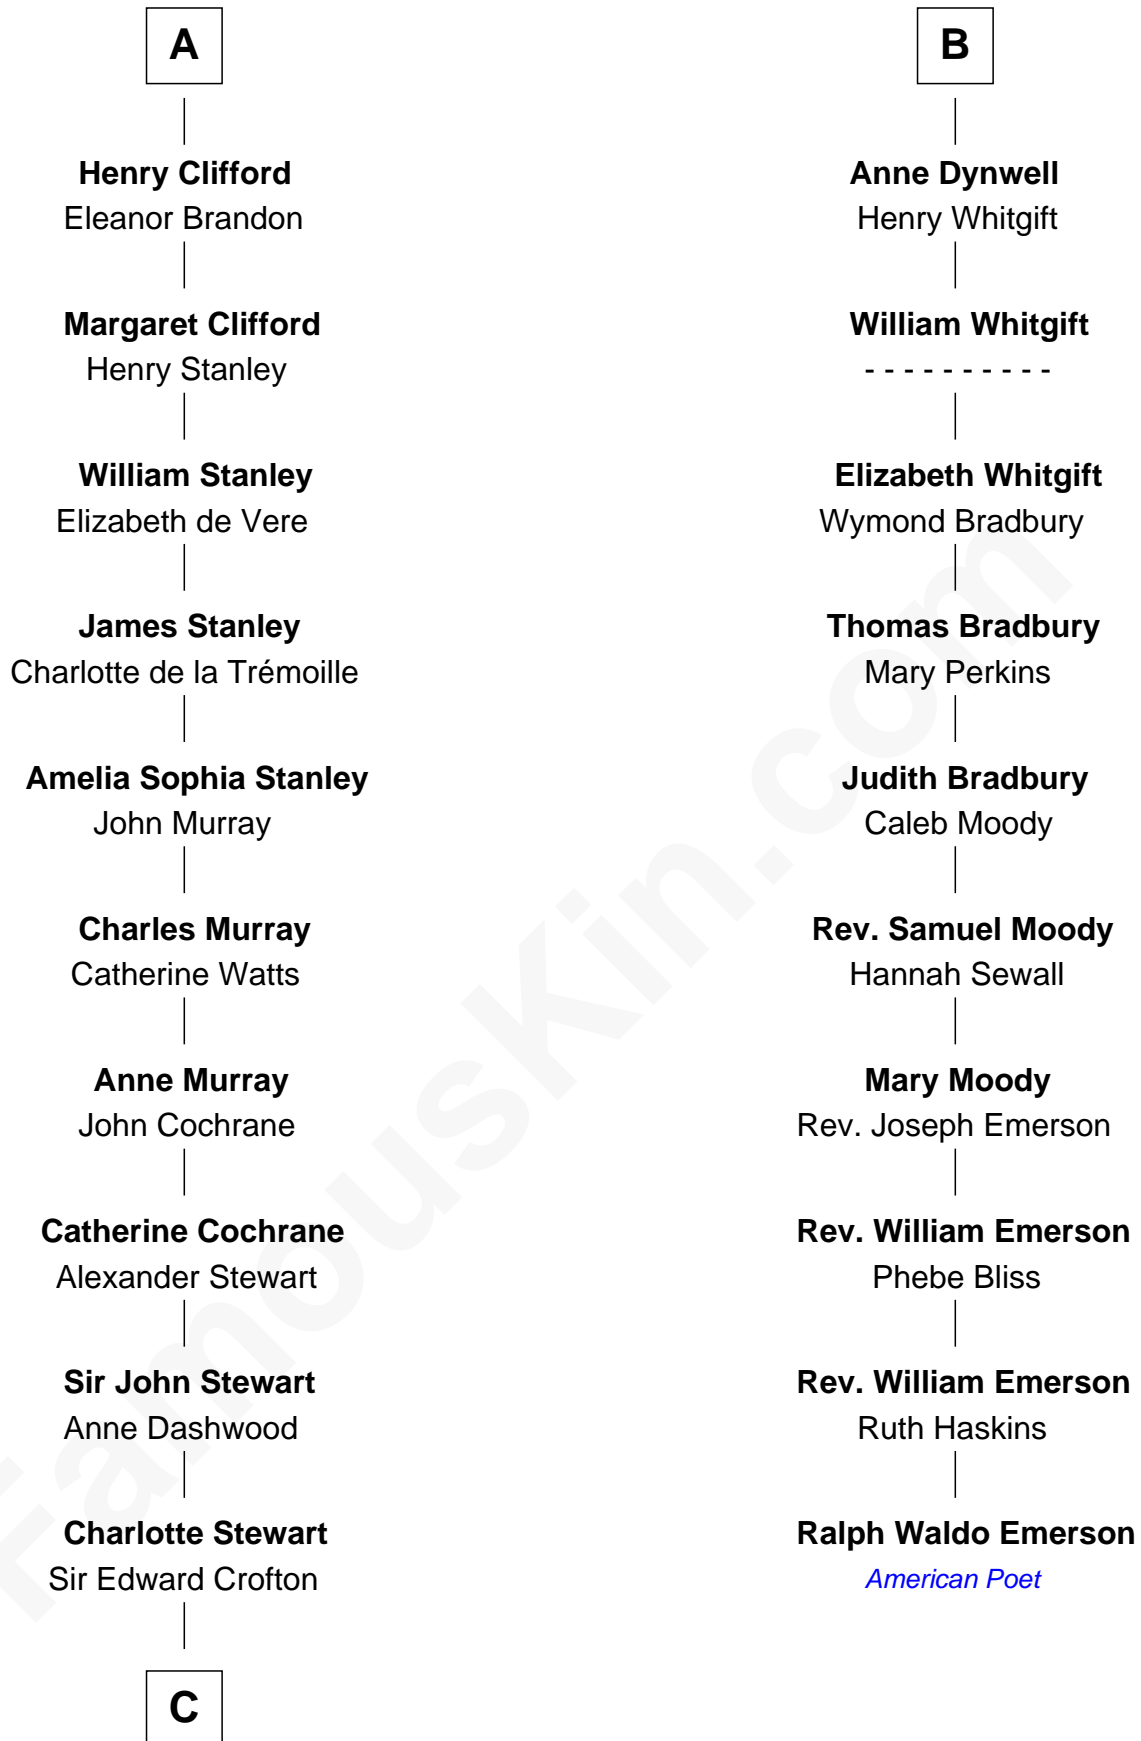 A
Henry Clifford
Eleanor Brandon
Margaret Clifford
Henry Stanley
William Stanley
Elizabeth de Vere
James Stanley
Charlotte de la Trémoille
Amelia Sophia Stanley
John Murray
Charles Murray
Catherine Watts
Anne Murray
John Cochrane
Catherine Cochrane
Alexander Stewart
Sir John Stewart
Anne Dashwood
Charlotte Stewart
Sir Edward Crofton
C
B
Anne Dynwell
Henry Whitgift
William Whitgift
- - - - - - - - - -
Elizabeth Whitgift
Wymond Bradbury
Thomas Bradbury
Mary Perkins
Judith Bradbury
Caleb Moody
Rev. Samuel Moody
Hannah Sewall
Mary Moody
Rev. Joseph Emerson
Rev. William Emerson
Phebe Bliss
Rev. William Emerson
Ruth Haskins
Ralph Waldo Emerson
American Poet
FamousKin.com